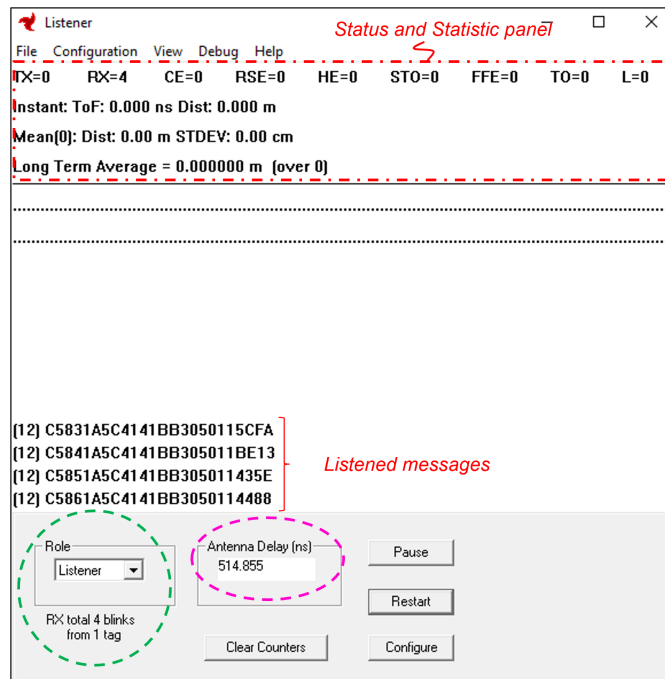 Listener
Status and Statistic panel
File Configuration View Debug Help
TX=0 RX=4 CE=0 RSE=0 HE=0 STO=0 FFE=0 TO=0 L=0
Instant: ToF: 0.000 ns Dist: 0.000 m
Mean(0): Dist: 0.00 m STDEV: 0.00 cm
Long Term Average = 0.000000 m (over 0)
(12) C5831A5C4141BB3050115CFA
(12) C5841A5C4141BB305011BE13
(12) C5851A5C4141BB305011435E
(12) C5861A5C4141BB3050114488
Listened messages
Role
Listener
RX total 4 blinks
from 1 tag
Antenna Delay (ns)
514.855
Pause
Restart
Clear Counters
Configure